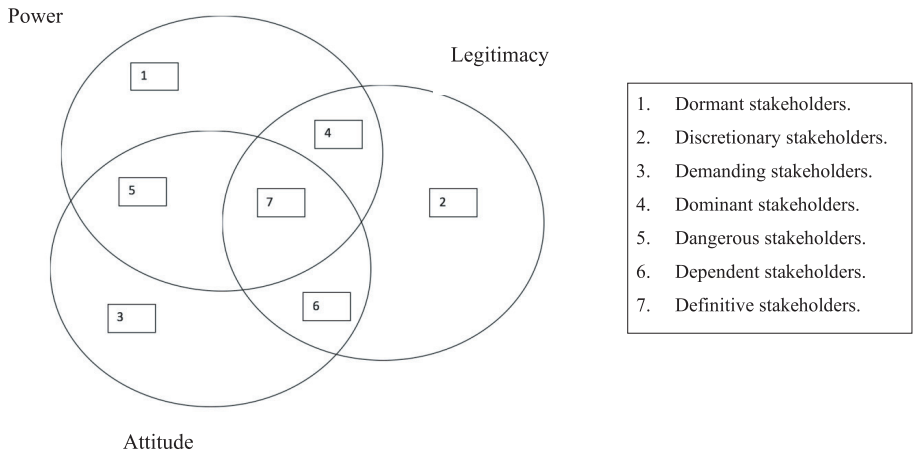 Power
Legitimacy
1
4
5
7
2
3
6
Attitude
1. Dormant stakeholders.
2. Discretionary stakeholders.
3. Demanding stakeholders.
4. Dominant stakeholders.
5. Dangerous stakeholders.
6. Dependent stakeholders.
7. Definitive stakeholders.